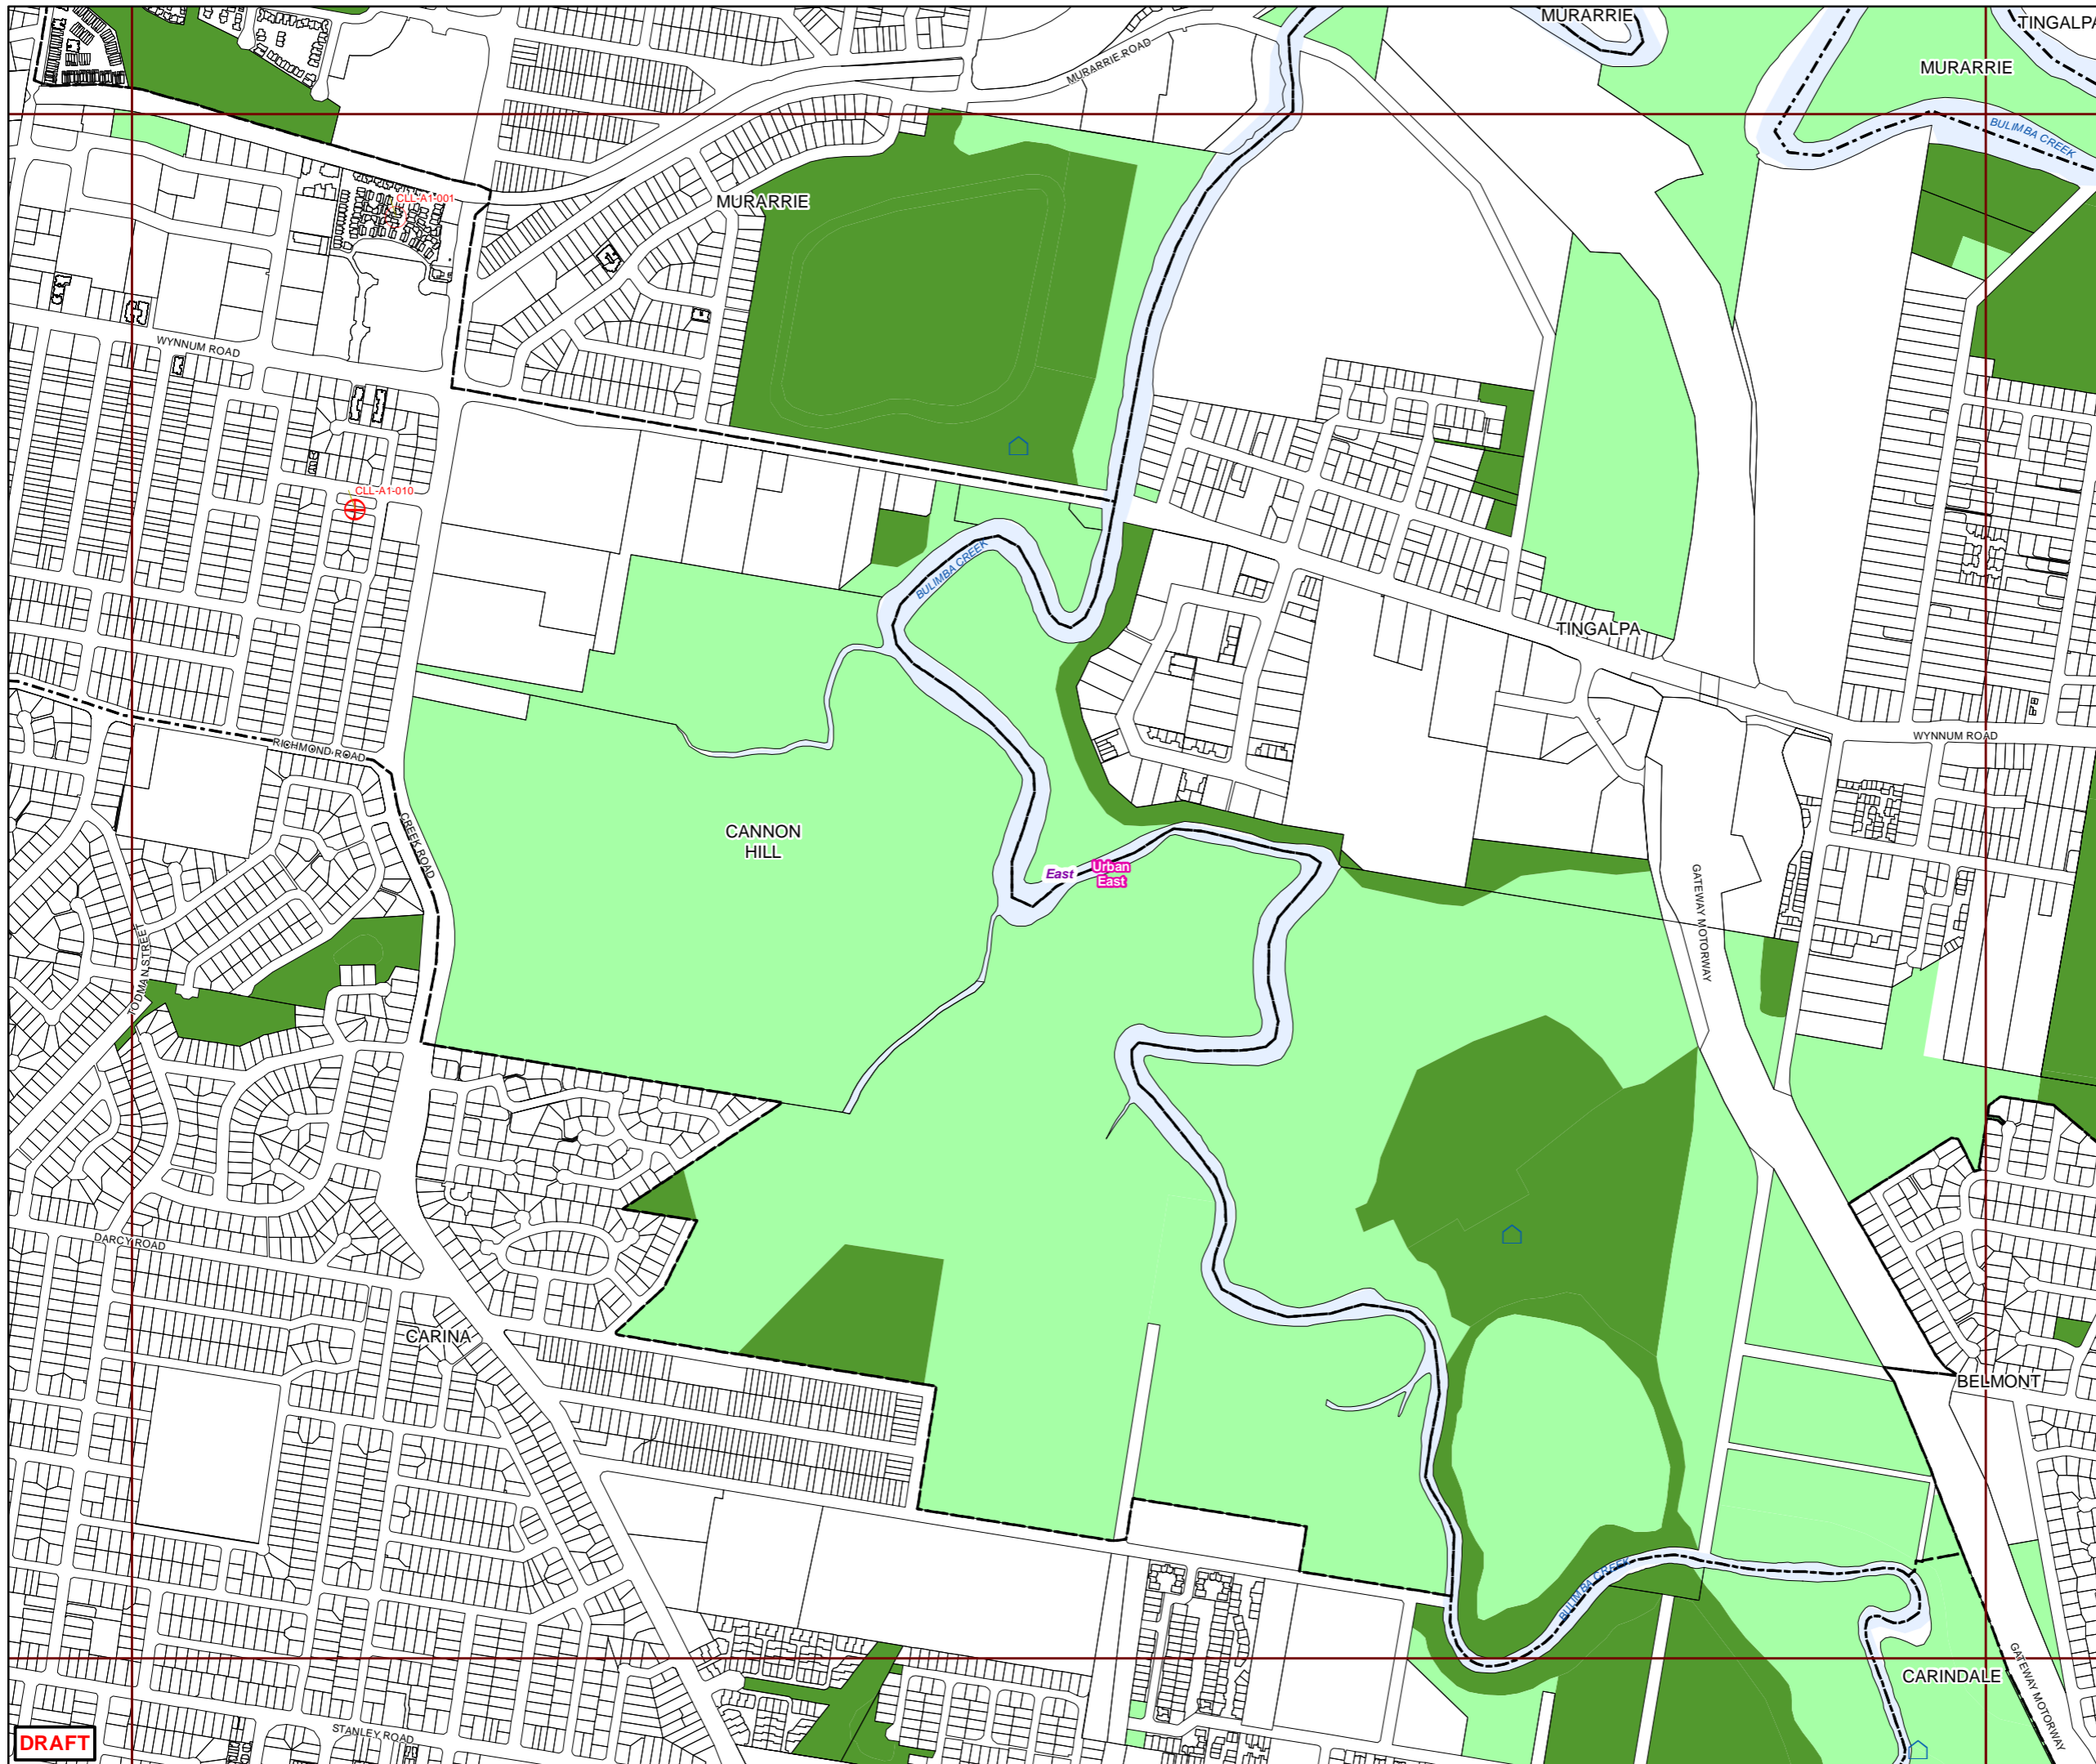 MURARRIE
TINGALPA
MURARRIE ROAD
MURARRIE
BULIMBA CREEK
CLL-A1-001
MURARRIE
WYNNUM ROAD
CLL-A1-010
BULIMBA CREEK
TINGALPA
RICHMOND ROAD
WYNNUM ROAD
CREEK ROAD
CANNON
HILL
East
Urban
East
GATEWAY MOTORWAY
TODMAN STREET
DARCY ROAD
CARINA
BELMONT
BULIMBA CREEK
CARINDALE
GATEWAY MOTORWAY
STANLEY ROAD
DRAFT